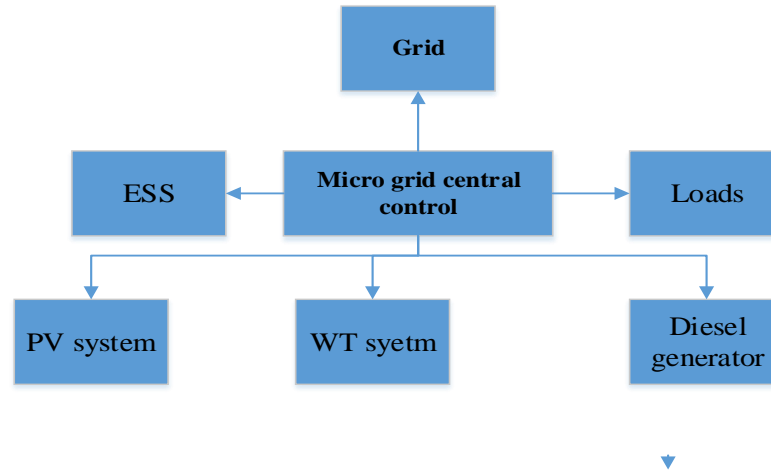 Grid
ESS
Micro grid central
control
Loads
PV system
WT syetm
Diesel
generator